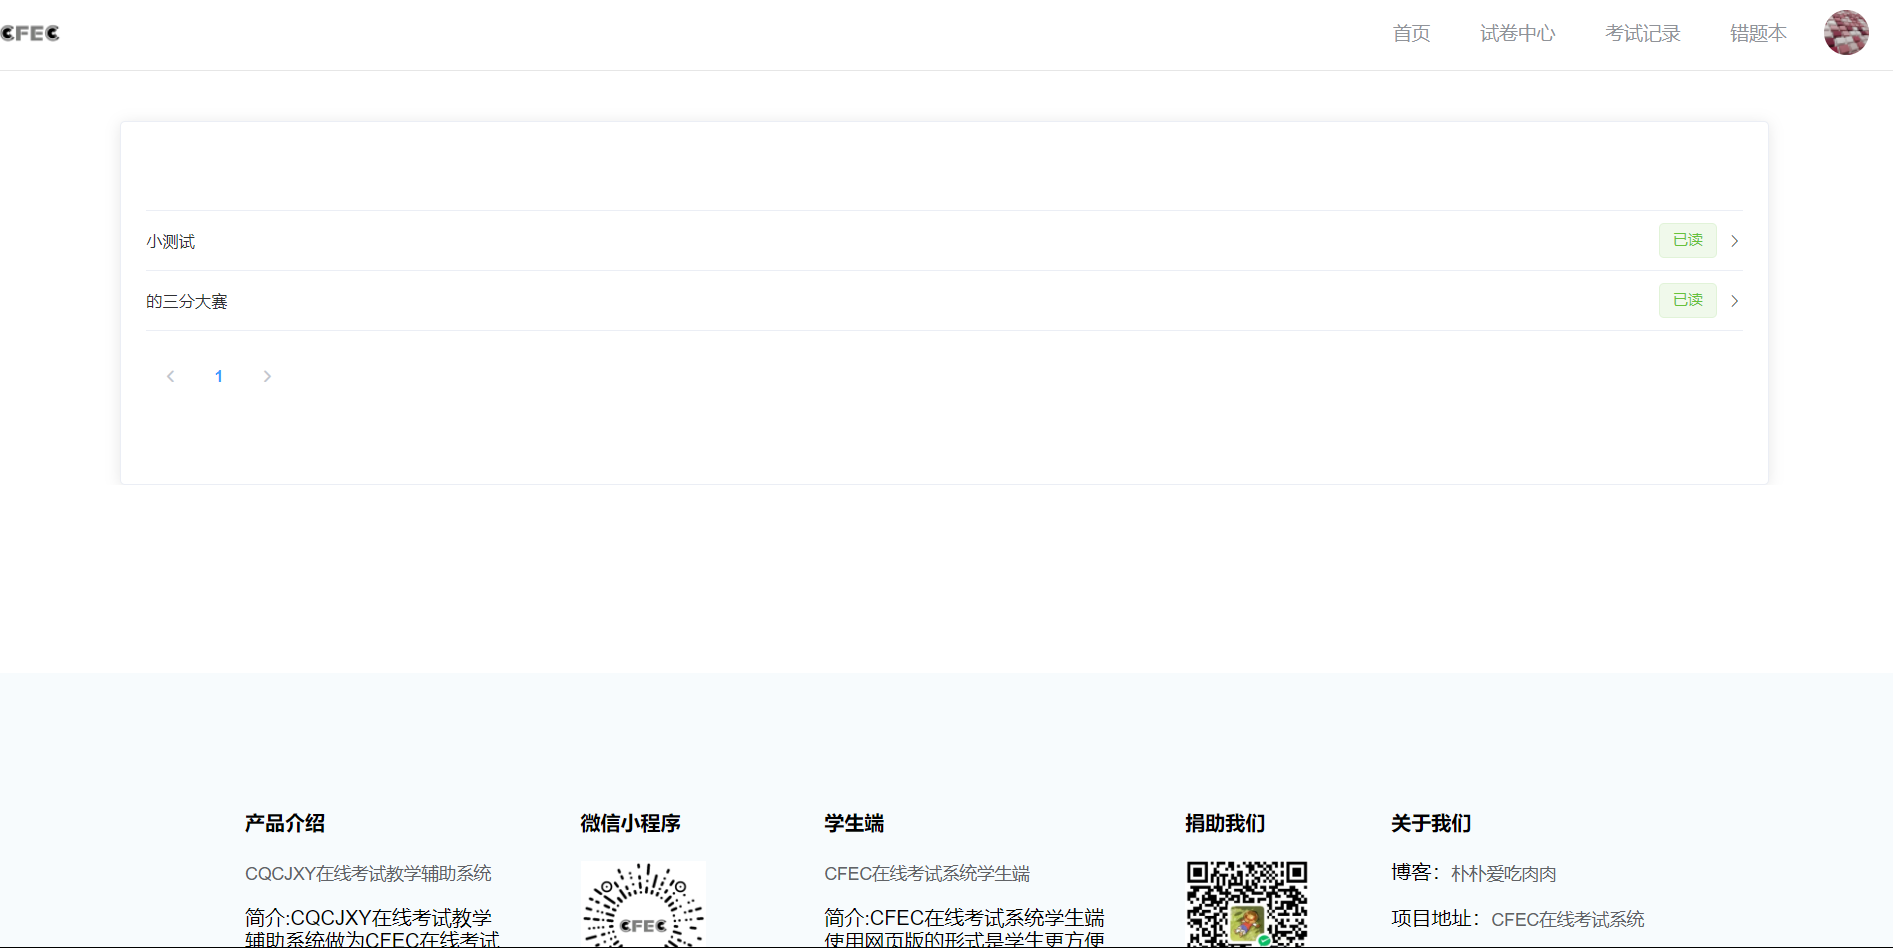 CFEC
首页 试卷中心 考试记录 错题本
小测试 已读
的三分大赛 已读
1
产品介绍 微信小程序 学生端 捐助我们 关于我们
CQCJXY在线考试教学辅助系统 CFEC在线考试系统学生端 博客：朴朴爱吃肉肉
简介:CQCJXY在线考试教学 CFEC 简介:CFEC在线考试系统学生端 项目地址：CFEC在线考试系统
辅助系统做为CFEC在线考试 使用网页版的形式是学生更方便